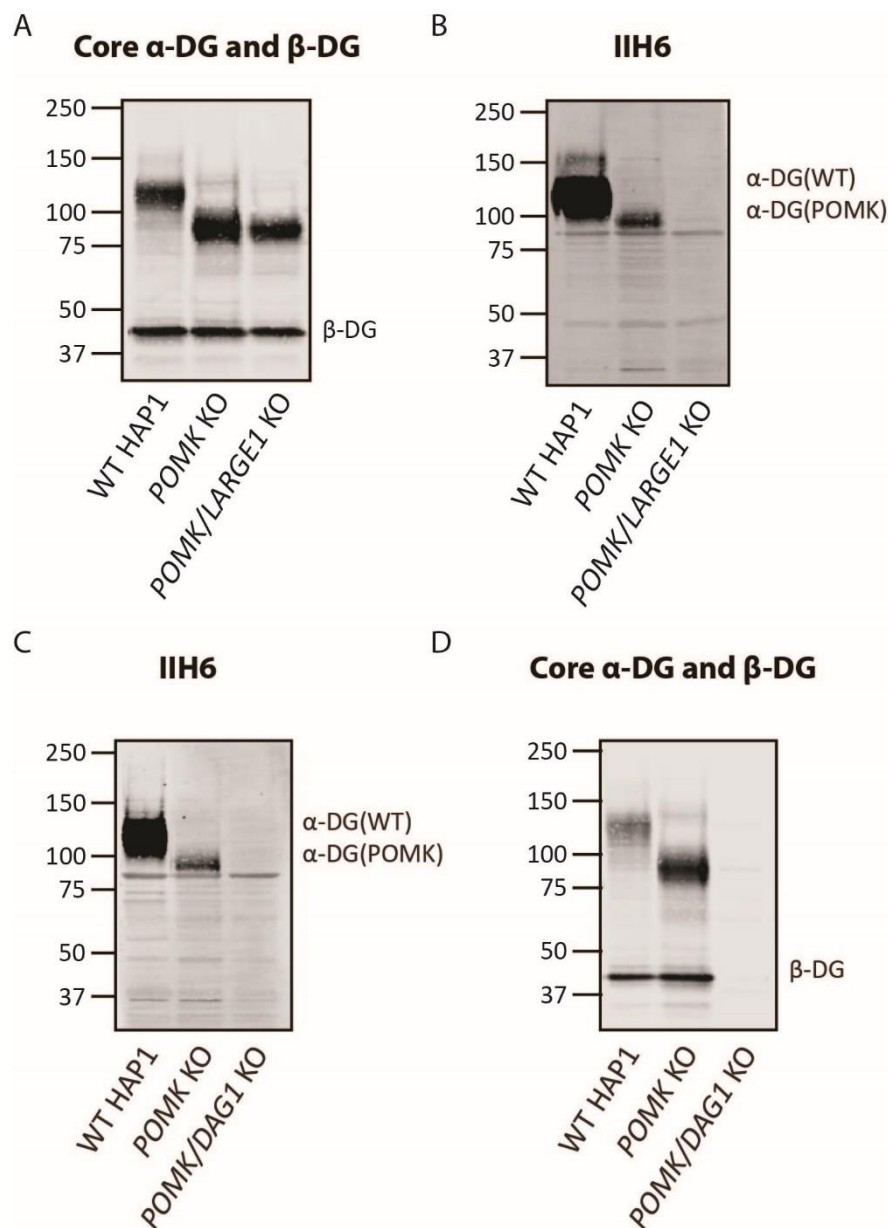 A
Core α-DG and β-DG
250
150
100
75
50
37
β-DG
WT HAP1
POMK KO
POMK/LARGE1 KO
B
IIH6
250
150
100
75
50
37
α-DG(WT)
α-DG(POMK)
WT HAP1
POMK KO
POMK/LARGE1 KO
C
IIH6
250
150
100
75
50
37
α-DG(WT)
α-DG(POMK)
WT HAP1
POMK KO
POMK/DAG1 KO
D
Core α-DG and β-DG
250
150
100
75
50
37
β-DG
WT HAP1
POMK KO
POMK/DAG1 KO